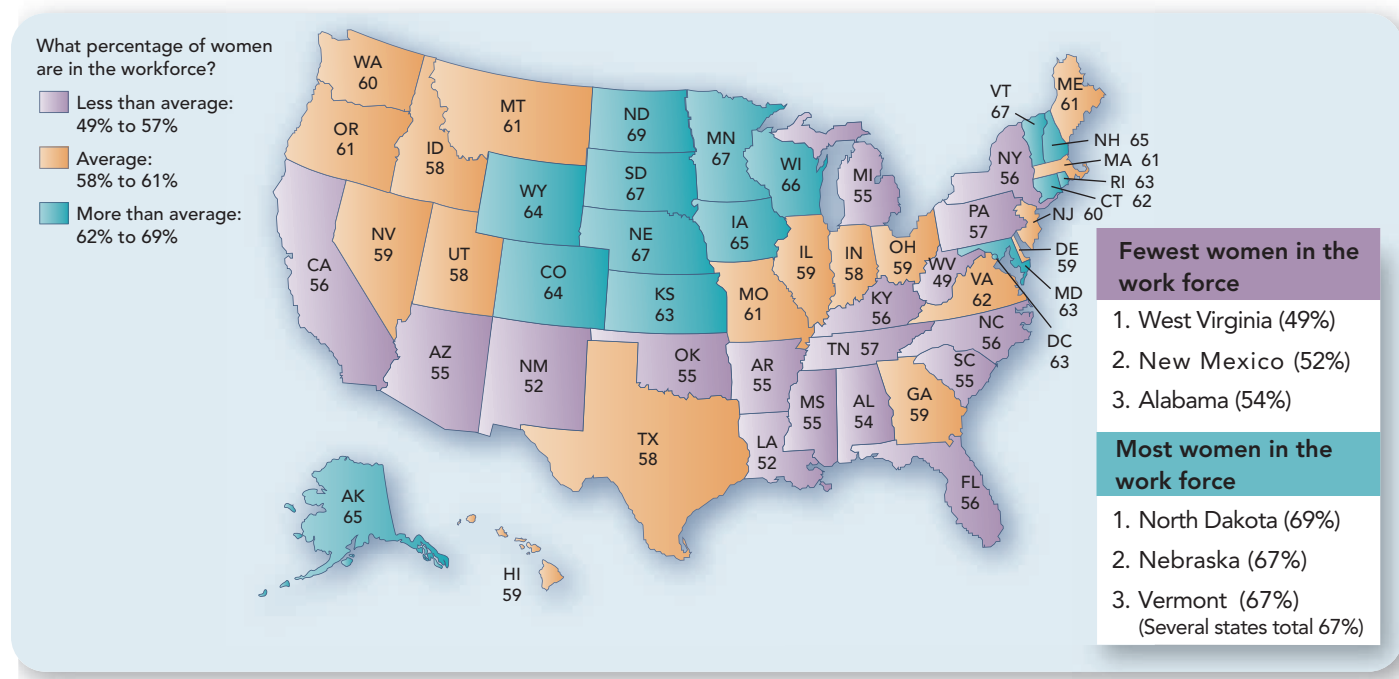 What percentage of women
are in the workforce?
Less than average:
49% to 57%
Average:
58% to 61%
More than average:
62% to 69%
WA
60
OR
61
ID
58
MT
61
ND
69
MN
67
WI
66
MI
55
VT
67
ME
61
NH 65
MA 61
RI 63
CT 62
NY
56
PA
57
NJ 60
DE
59
MD
63
DC
63
SD
67
WY
64
NE
67
IA
65
NV
59
UT
58
CA
56
CO
64
KS
63
MO
61
IL
59
IN
58
OH
59
WV
49
VA
62
KY
56
NC
56
TN 57
SC
55
AZ
55
NM
52
OK
55
AR
55
MS
55
AL
54
GA
59
TX
58
LA
52
FL
56
AK
65
HI
59
Fewest women in the
work force
1. West Virginia (49%)
2. New Mexico (52%)
3. Alabama (54%)
Most women in the
work force
1. North Dakota (69%)
2. Nebraska (67%)
3. Vermont (67%)
(Several states total 67%)